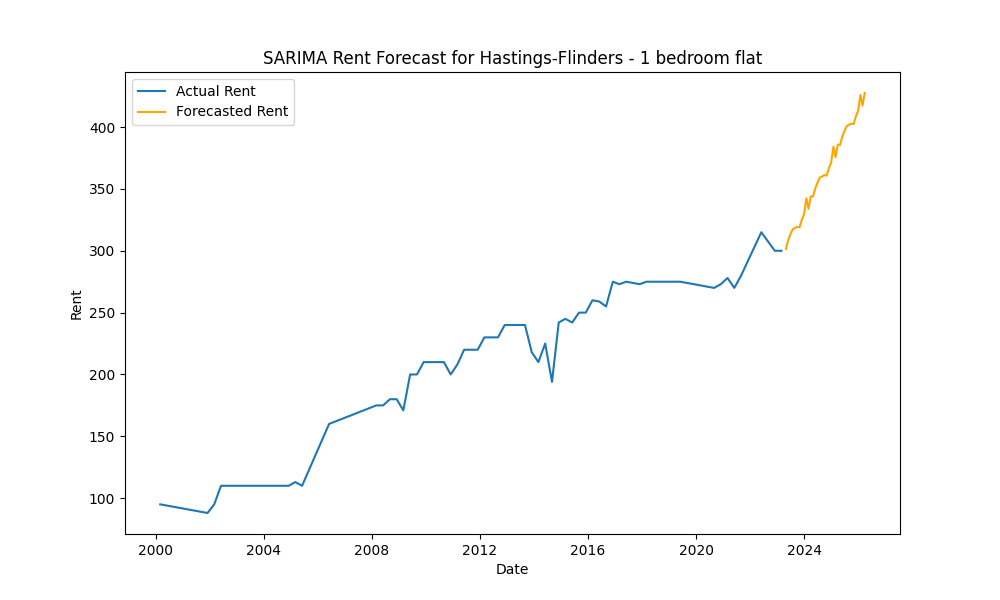 SARIMA Rent Forecast for Hastings-Flinders - 1 bedroom flat
Actual Rent
Forecasted Rent
400
350
300
250
200
150
100
Rent
2000 2004 2008 2012 2016 2020 2024
Date